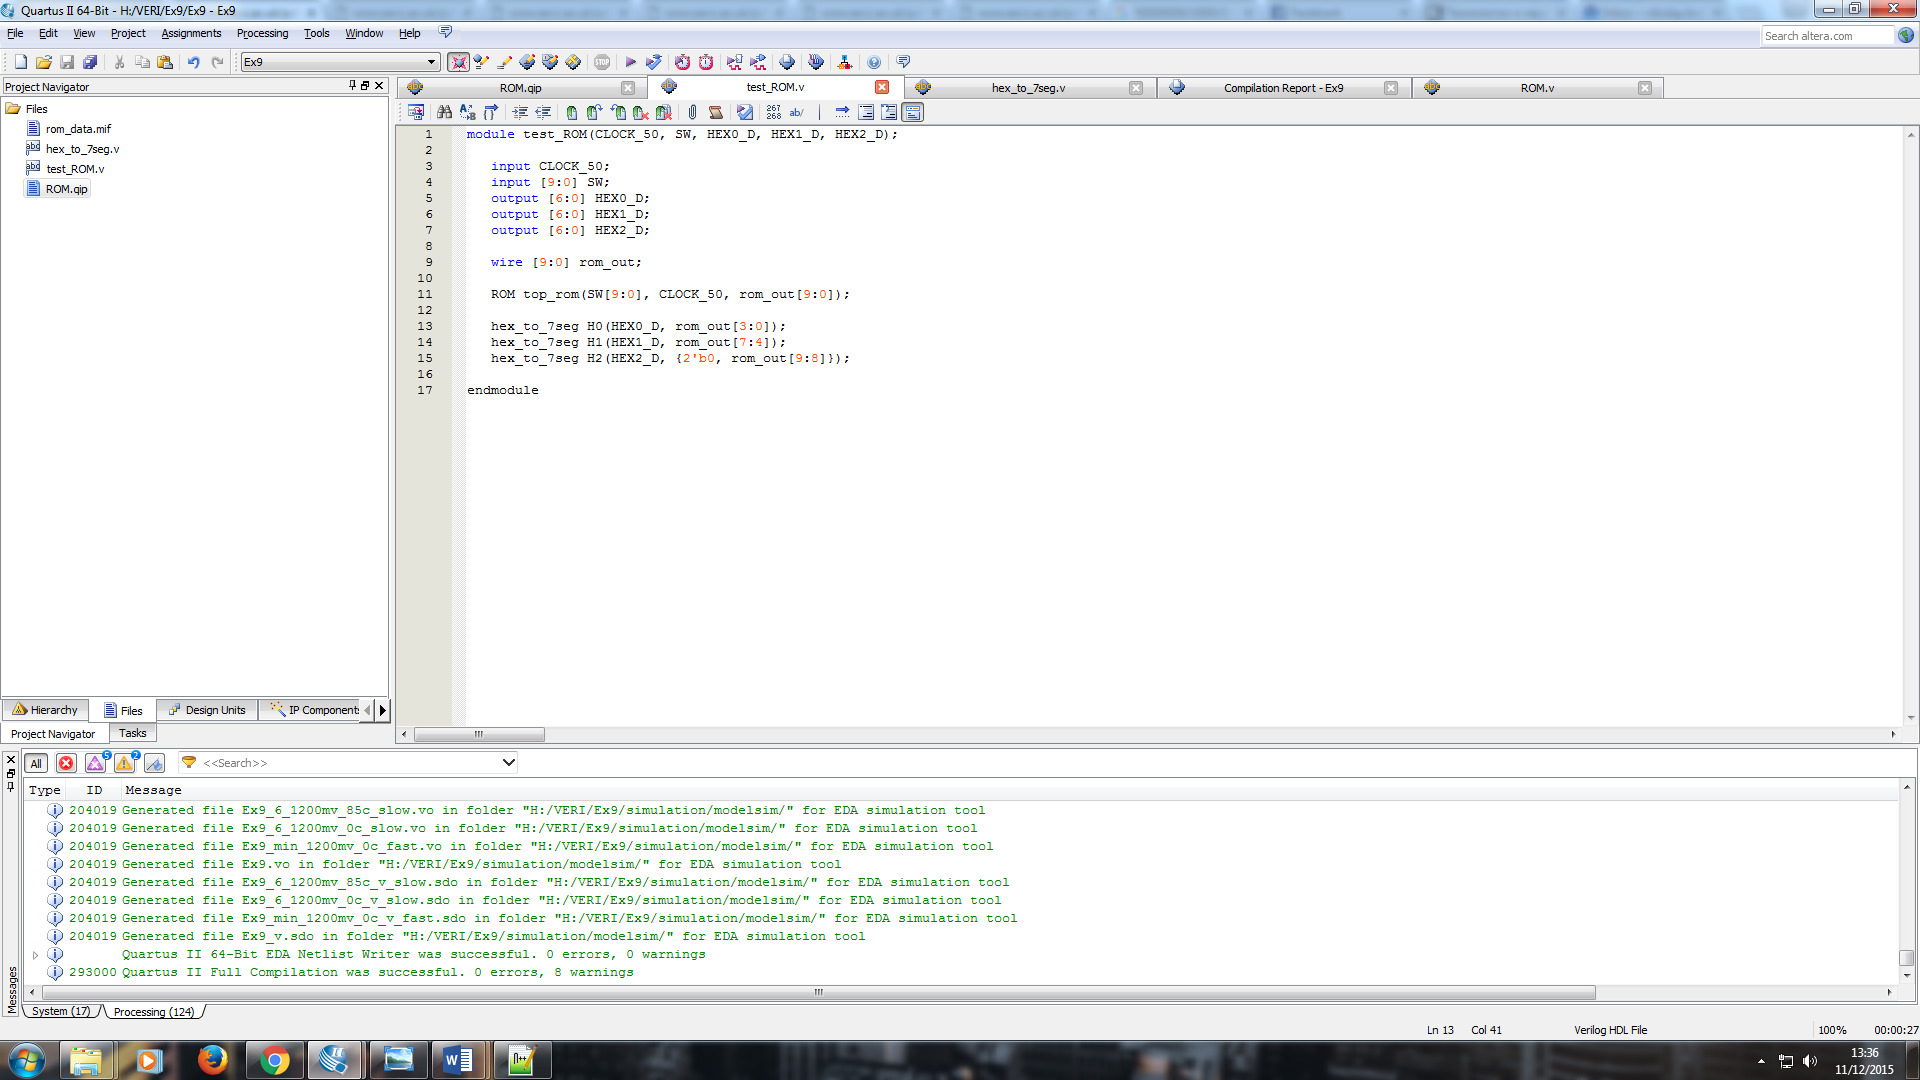 Quartus II 64-Bit - H:/VERI/Ex9/Ex9 - Ex9
File Edit View Project Assignments Processing Tools Window Help
Search altera.com
Ex9
Project Navigator
ROM.qip test_ROM.v hex_to_7seg.v Compilation Report - Ex9 ROM.v
Files
rom_data.mif
hex_to_7seg.v
test_ROM.v
ROM.qip
267
268 ab/
1 module test_ROM(CLOCK_50, SW, HEX0_D, HEX1_D, HEX2_D);
2
3 input CLOCK_50;
4 input [9:0] SW;
5 output [6:0] HEX0_D;
6 output [6:0] HEX1_D;
7 output [6:0] HEX2_D;
8
9 wire [9:0] rom_out;
10
11 ROM top_rom(SW[9:0], CLOCK_50, rom_out[9:0]);
12
13 hex_to_7seg H0(HEX0_D, rom_out[3:0]);
14 hex_to_7seg H1(HEX1_D, rom_out[7:4]);
15 hex_to_7seg H2(HEX2_D, {2'b0, rom_out[9:8]});
16
17 endmodule
Hierarchy Files Design Units IP Components
Project Navigator Tasks
All 5 2 <<Search>>
Type ID Message
204019 Generated file Ex9_6_1200mv_85c_slow.vo in folder "H:/VERI/Ex9/simulation/modelsim/" for EDA simulation tool
204019 Generated file Ex9_6_1200mv_0c_slow.vo in folder "H:/VERI/Ex9/simulation/modelsim/" for EDA simulation tool
204019 Generated file Ex9_min_1200mv_0c_fast.vo in folder "H:/VERI/Ex9/simulation/modelsim/" for EDA simulation tool
204019 Generated file Ex9.vo in folder "H:/VERI/Ex9/simulation/modelsim/" for EDA simulation tool
204019 Generated file Ex9_6_1200mv_85c_v_slow.sdo in folder "H:/VERI/Ex9/simulation/modelsim/" for EDA simulation tool
204019 Generated file Ex9_6_1200mv_0c_v_slow.sdo in folder "H:/VERI/Ex9/simulation/modelsim/" for EDA simulation tool
204019 Generated file Ex9_min_1200mv_0c_v_fast.sdo in folder "H:/VERI/Ex9/simulation/modelsim/" for EDA simulation tool
204019 Generated file Ex9_v.sdo in folder "H:/VERI/Ex9/simulation/modelsim/" for EDA simulation tool
Quartus II 64-Bit EDA Netlist Writer was successful. 0 errors, 0 warnings
293000 Quartus II Full Compilation was successful. 0 errors, 8 warnings
Messages
System (17) Processing (124)
Ln 13 Col 41 Verilog HDL File 100% 00:00:27
13:36
11/12/2015